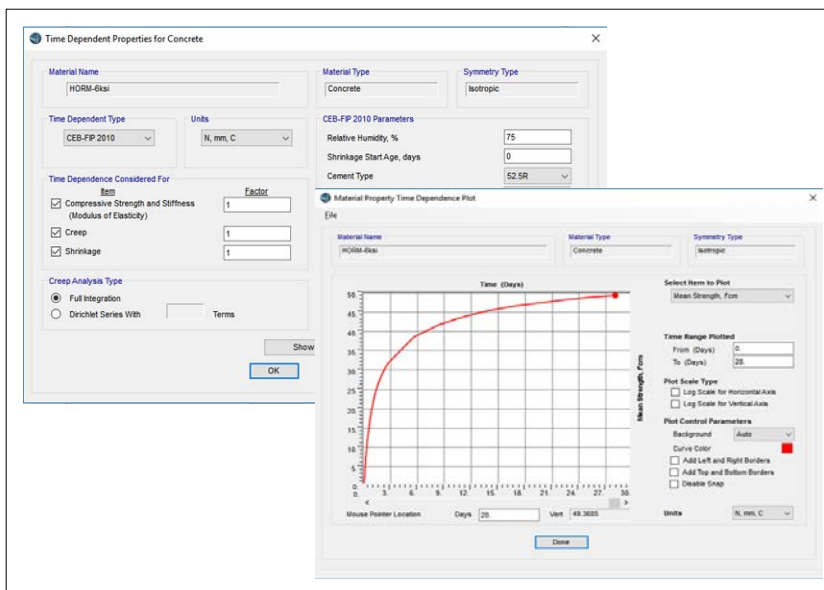 Time Dependent Properties for Concrete
Material Name
HORM-6ksi
Material Type
Concrete
Symmetry Type
Isotropic
Time Dependent Type
CEB-FIP 2010
Units
N, mm, C
CEB-FIP 2010 Parameters
Relative Humidity, %
75
Shrinkage Start Age, days
0
Cement Type
52.5R
Time Dependence Considered For
Item
Factor
Compressive Strength and Stiffness
(Modulus of Elasticity)
1
Creep
1
Shrinkage
1
Creep Analysis Type
Full Integration
Dirichlet Series With
Terms
Show
OK
Material Property Time Dependence Plot
File
Material Name
HORM-6ksi
Material Type
Concrete
Symmetry Type
Isotropic
Time (Days)
50.
45.
40.
35.
30.
25.
20.
15.
10.
5.
0.
0. 3. 6. 9. 12. 15. 18. 21. 24. 27. 30.
Mean Strength, Fcm
< >
Mouse Pointer Location
Days
28.
Vert
49.3685
Select Item to Plot
Mean Strength, Fcm
Time Range Plotted
From (Days)
0.
To (Days)
28.
Plot Scale Type
Log Scale for Horizontal Axis
Log Scale for Vertical Axis
Plot Control Parameters
Background
Auto
Curve Color
Add Left and Right Borders
Add Top and Bottom Borders
Disable Snap
Units
N, mm, C
Done